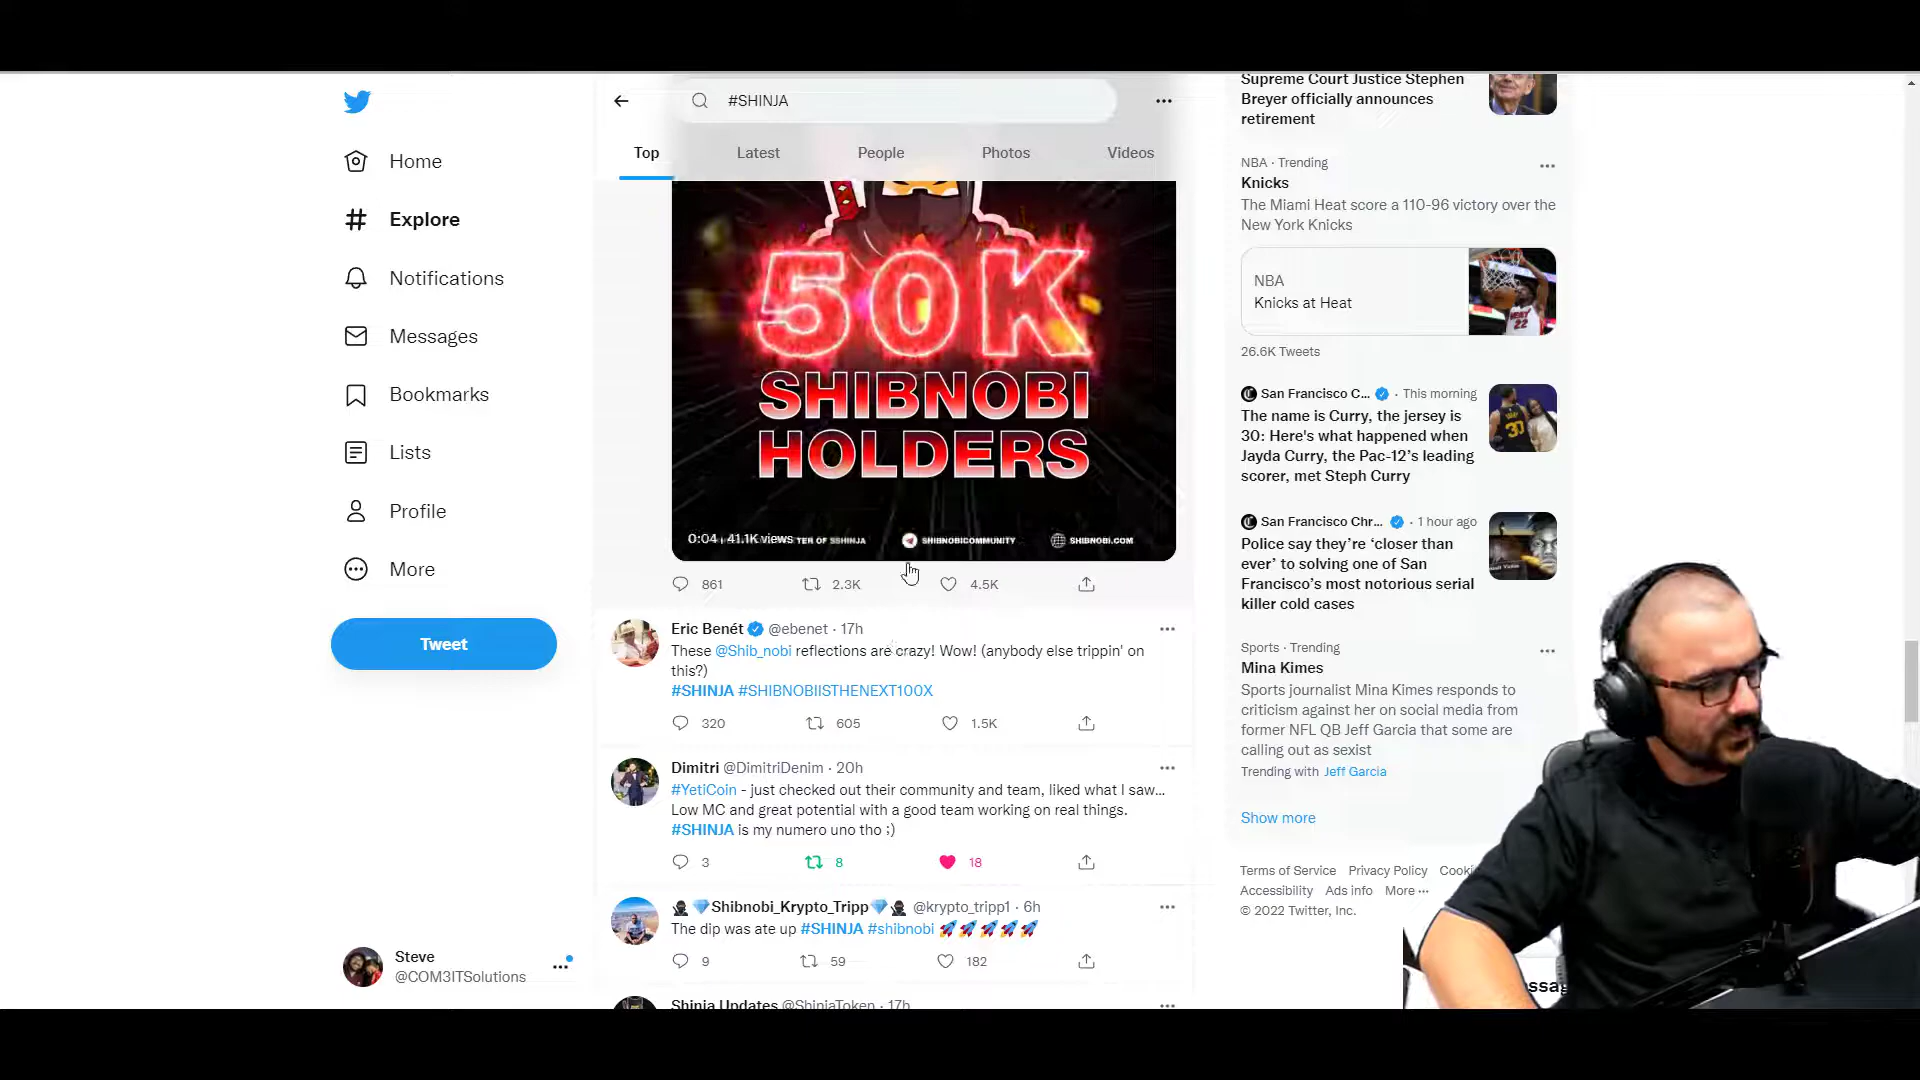 #SHINJA
Top
Latest
People
Photos
Videos
Home
Explore
Notifications
Messages
Bookmarks
Lists
Profile
More
Tweet
Steve
@COM3ITSolutions
50K
SHIBNOBI
HOLDERS
0:04
41.1K views
TER OF $SHINJA
SHIBNOBICOMMUNITY
SHIBNOBI.COM
861
2.3K
4.5K
Eric Benét @ebenet · 17h
These @Shib_nobi reflections are crazy! Wow! (anybody else trippin' on
this?)
#SHINJA #SHIBNOBIISTHENEXT100X
320
605
1.5K
Dimitri @DimitriDenim · 20h
#YetiCoin - just checked out their community and team, liked what I saw...
Low MC and great potential with a good team working on real things.
#SHINJA is my numero uno tho ;)
3
8
18
Shibnobi_Krypto_Tripp @krypto_tripp1 · 6h
The dip was ate up #SHINJA #shibnobi 🚀🚀🚀🚀🚀
9
59
182
Shinja Updates @ShinjaToken · 17h
Supreme Court Justice Stephen
Breyer officially announces
retirement
NBA · Trending
Knicks
The Miami Heat score a 110-96 victory over the
New York Knicks
NBA
Knicks at Heat
26.6K Tweets
San Francisco C... · This morning
The name is Curry, the jersey is
30: Here's what happened when
Jayda Curry, the Pac-12's leading
scorer, met Steph Curry
San Francisco Chr... · 1 hour ago
Police say they're 'closer than
ever' to solving one of San
Francisco's most notorious serial
killer cold cases
Sports · Trending
Mina Kimes
Sports journalist Mina Kimes responds to
criticism against her on social media from
former NFL QB Jeff Garcia that some are
calling out as sexist
Trending with Jeff Garcia
Show more
Terms of Service Privacy Policy Cooki
Accessibility Ads info More ...
© 2022 Twitter, Inc.